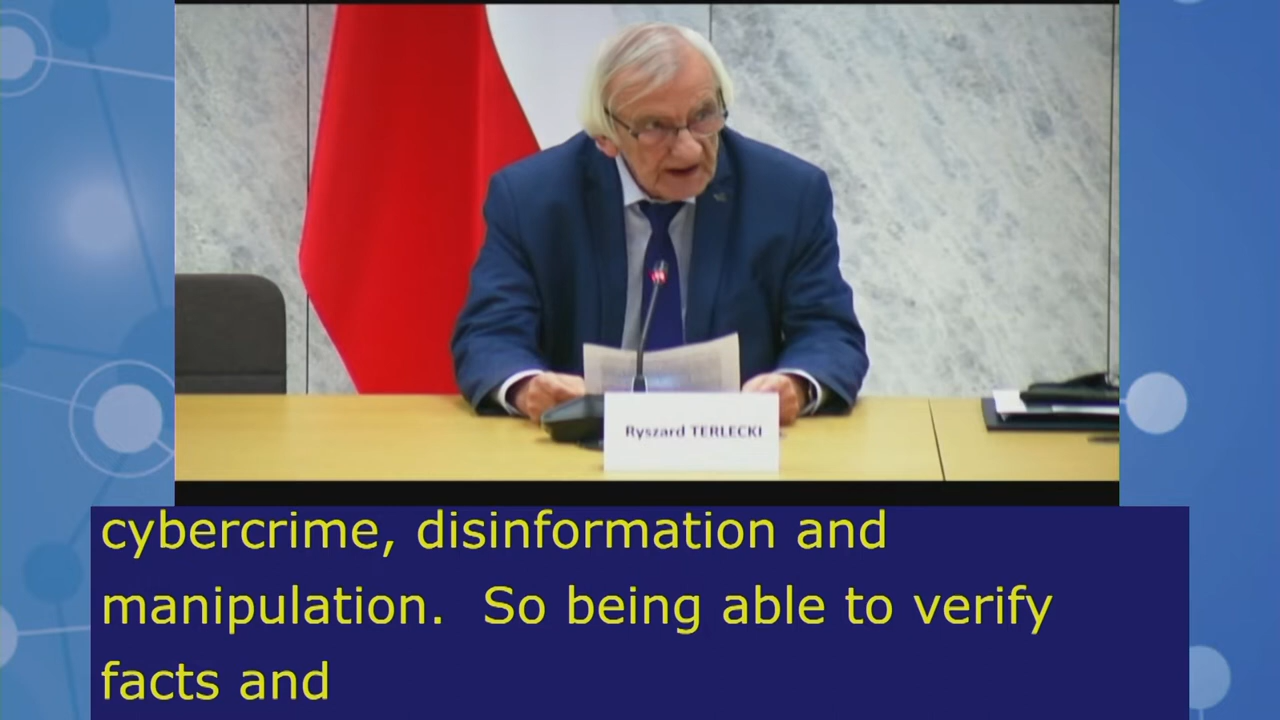 Ryszard TERLECKI
cybercrime, disinformation and
manipulation.  So being able to verify
facts and